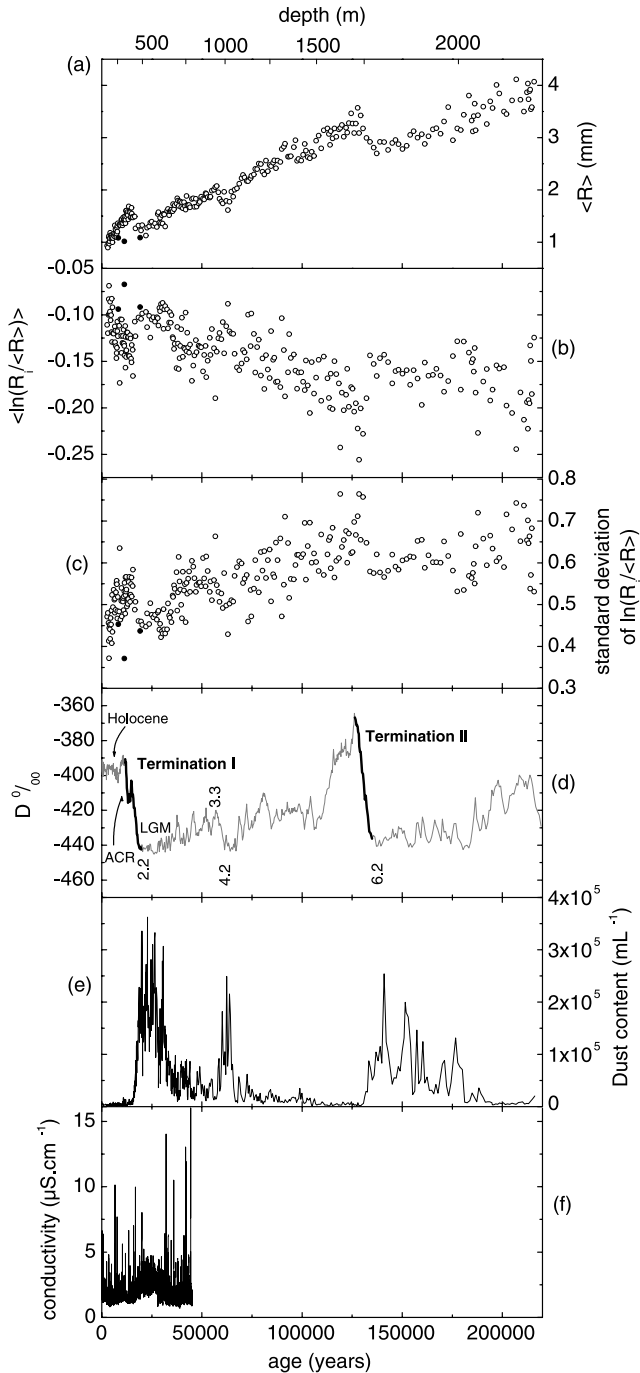 depth (m)
500 1000 1500 2000
(a)
4
3
2
1
<R> (mm)
-0.05
-0.10
-0.15
-0.20
-0.25
<ln(R_i/<R>)>
(b)
0.8
0.7
0.6
0.5
0.4
0.3
(c)
standard deviation
of ln(R_i/<R>)
-360
-380
-400
-420
-440
-460
D ⁰/₀₀
Holocene
Termination I
Termination II
(d)
3.3
LGM
ACR
2.2
4.2
6.2
4x10⁵
3x10⁵
2x10⁵
1x10⁵
0
(e)
Dust content (mL⁻¹)
15
10
5
0
conductivity (µS.cm⁻¹)
(f)
0 50000 100000 150000 200000
age (years)